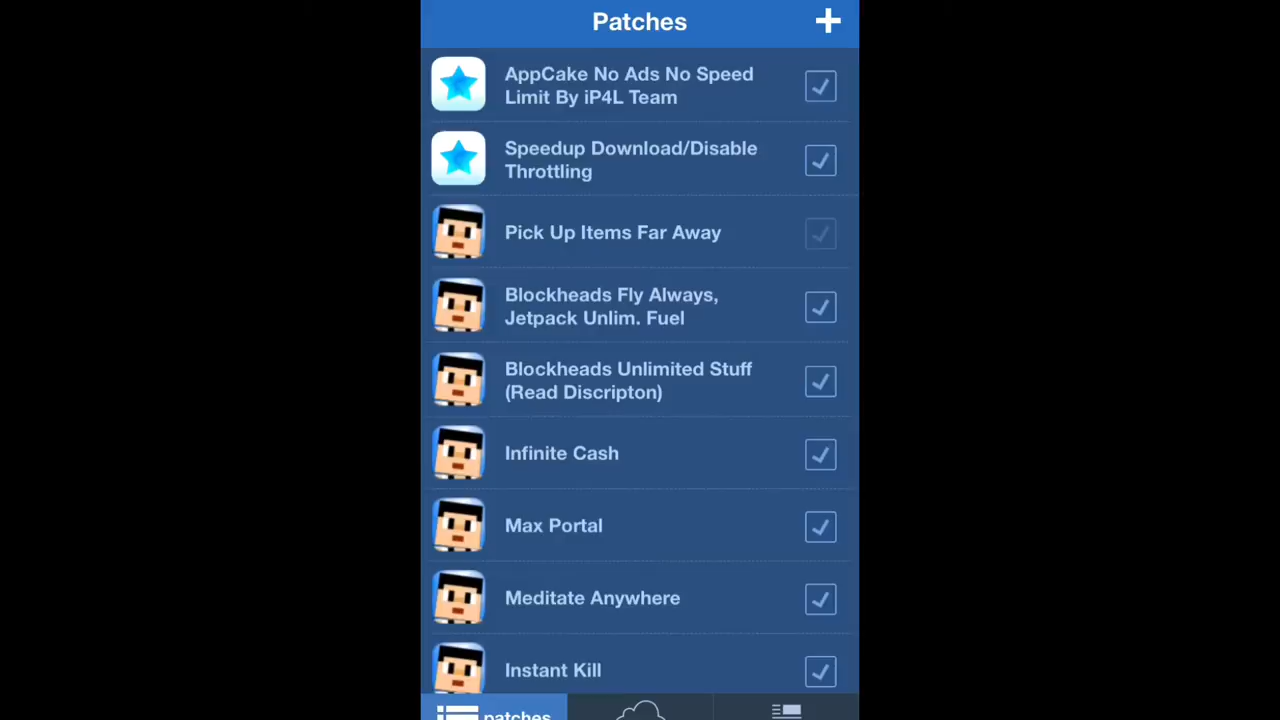 Patches
AppCake No Ads No Speed
Limit By iP4L Team
Speedup Download/Disable
Throttling
Pick Up Items Far Away
Blockheads Fly Always,
Jetpack Unlim. Fuel
Blockheads Unlimited Stuff
(Read Discripton)
Infinite Cash
Max Portal
Meditate Anywhere
Instant Kill
patches